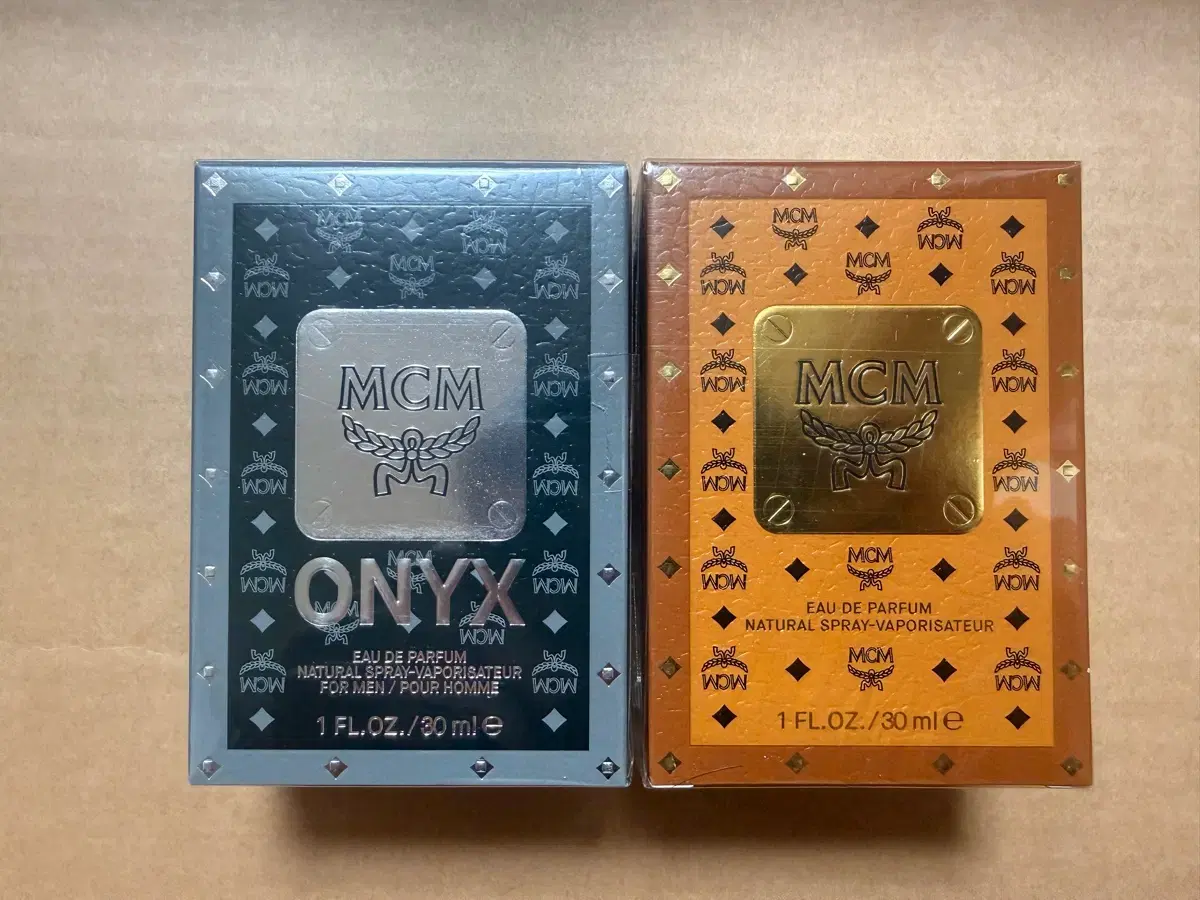 MCM
ONYX
EAU DE PARFUM
NATURAL SPRAY-VAPORISATEUR
FOR MEN / POUR HOMME
1 FL.OZ./30 ml ℮
MCM
EAU DE PARFUM
NATURAL SPRAY-VAPORISATEUR
1 FL.OZ./30 ml ℮